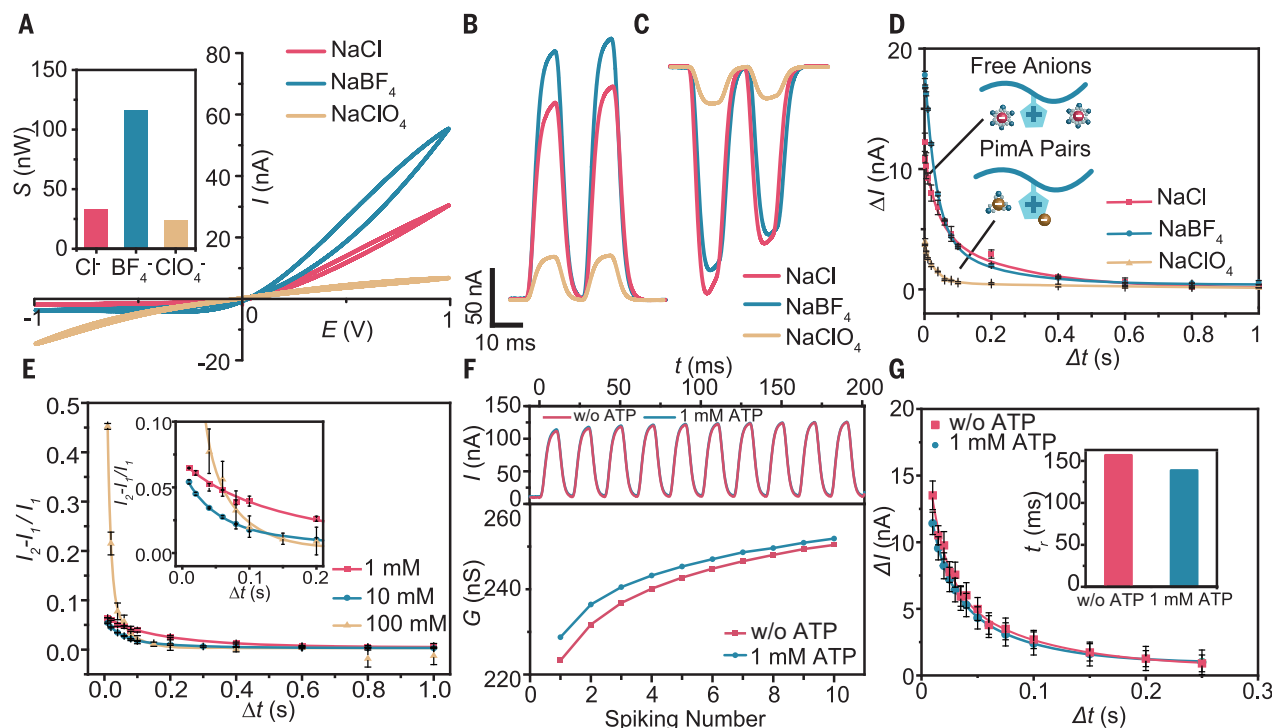 A
NaCl
NaBF4
NaClO4
S (nW)
150
100
50
0
Cl- BF4- ClO4-
I (nA)
80
60
40
20
0
-20
-1
0
1
E (V)
B
50 nA
10 ms
C
NaCl
NaBF4
NaClO4
D
ΔI (nA)
20
10
0
Free Anions
PimA Pairs
NaCl
NaBF4
NaClO4
0.0 0.2 0.4 0.6 0.8 1
Δt (s)
E
I2-I1 / I1
0.5
0.4
0.3
0.2
0.1
0.0
I2-I1/I1
0.10
0.05
0.00
0.0 0.1 0.2
Δt (s)
1 mM
10 mM
100 mM
0.0 0.2 0.4 0.6 0.8 1.0
Δt (s)
F
t (ms)
0 50 100 150 200
w/o ATP 1 mM ATP
I (nA)
150
100
50
0
G (nS)
260
240
220
w/o ATP
1 mM ATP
0 2 4 6 8 10
Spiking Number
G
ΔI (nA)
20
15
10
5
0
w/o ATP
1 mM ATP
tr (ms)
150
100
50
0
w/o ATP 1 mM ATP
0.0 0.1 0.2 0.3
Δt (s)